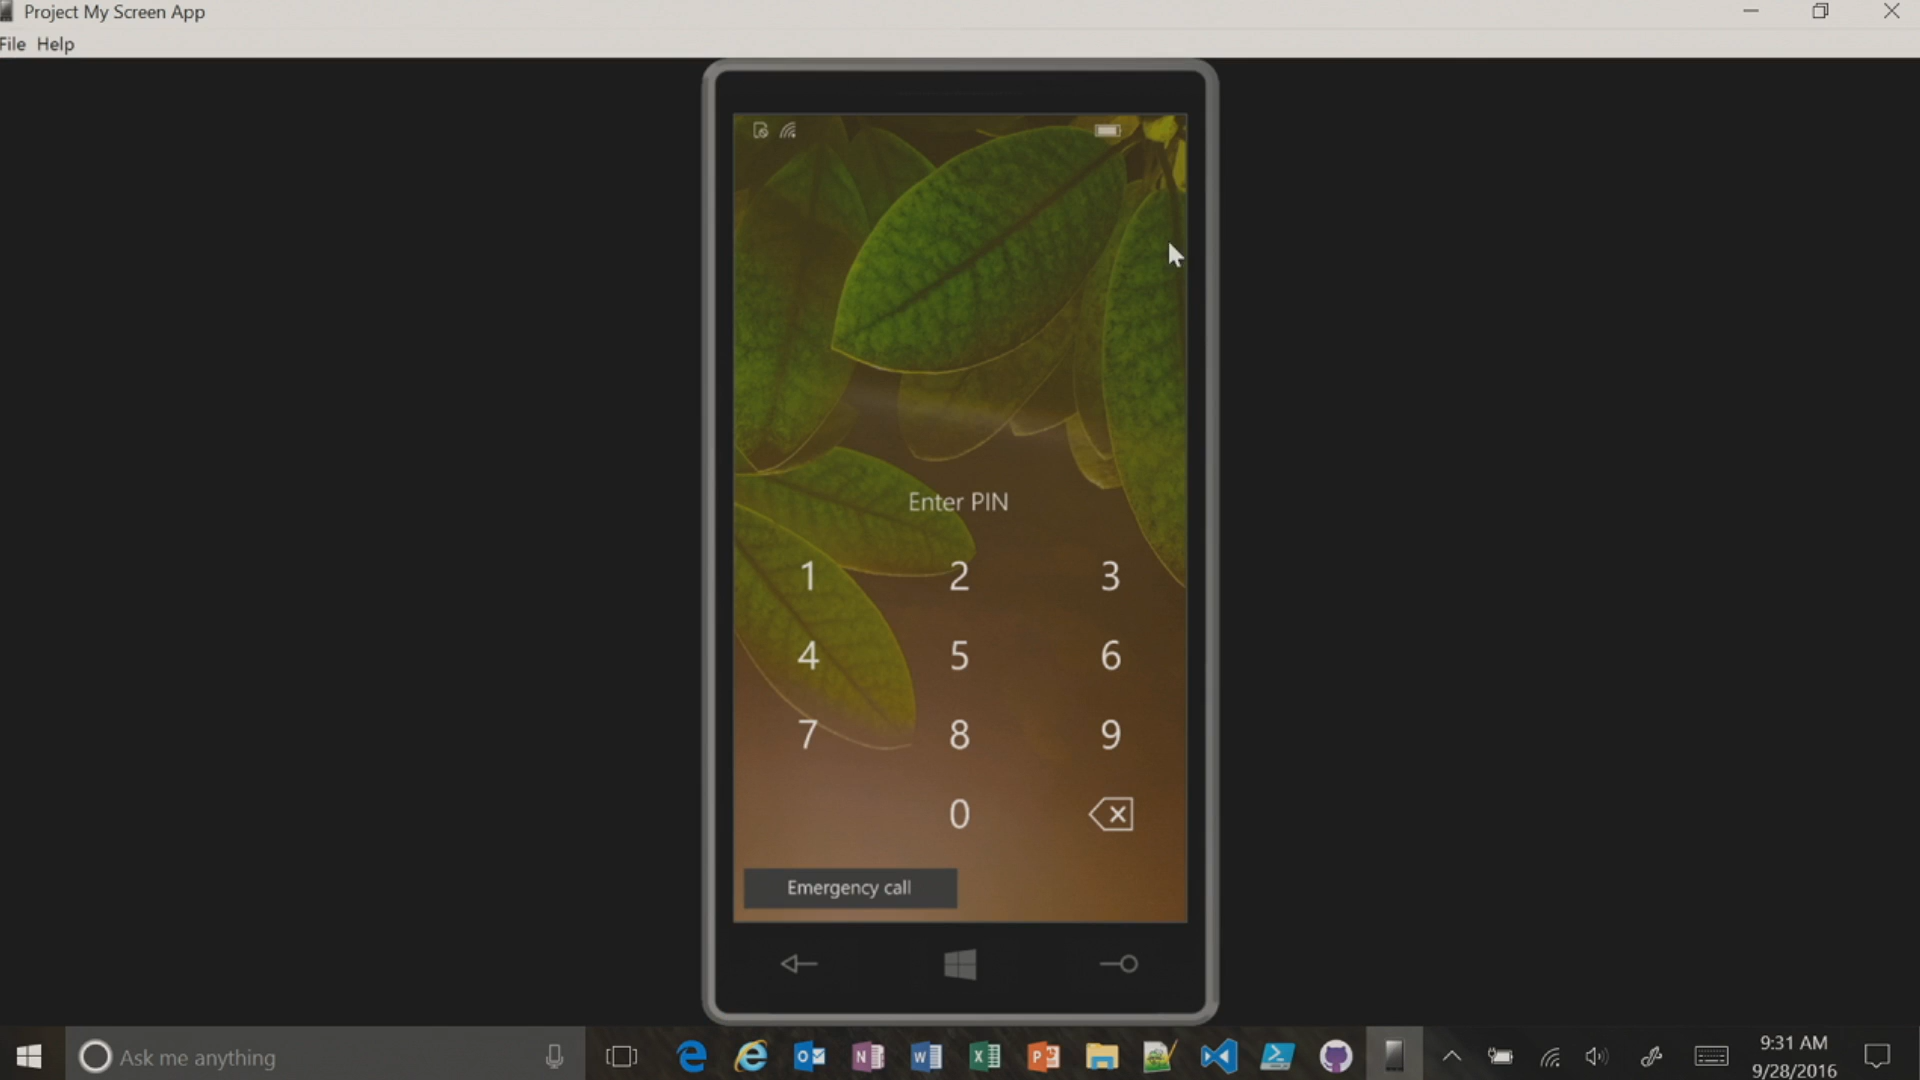 Project My Screen App
File Help
Enter PIN
1 2 3
4 5 6
7 8 9
0
Emergency call
Ask me anything
9:31 AM
9/28/2016